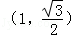 (1, √3/2)